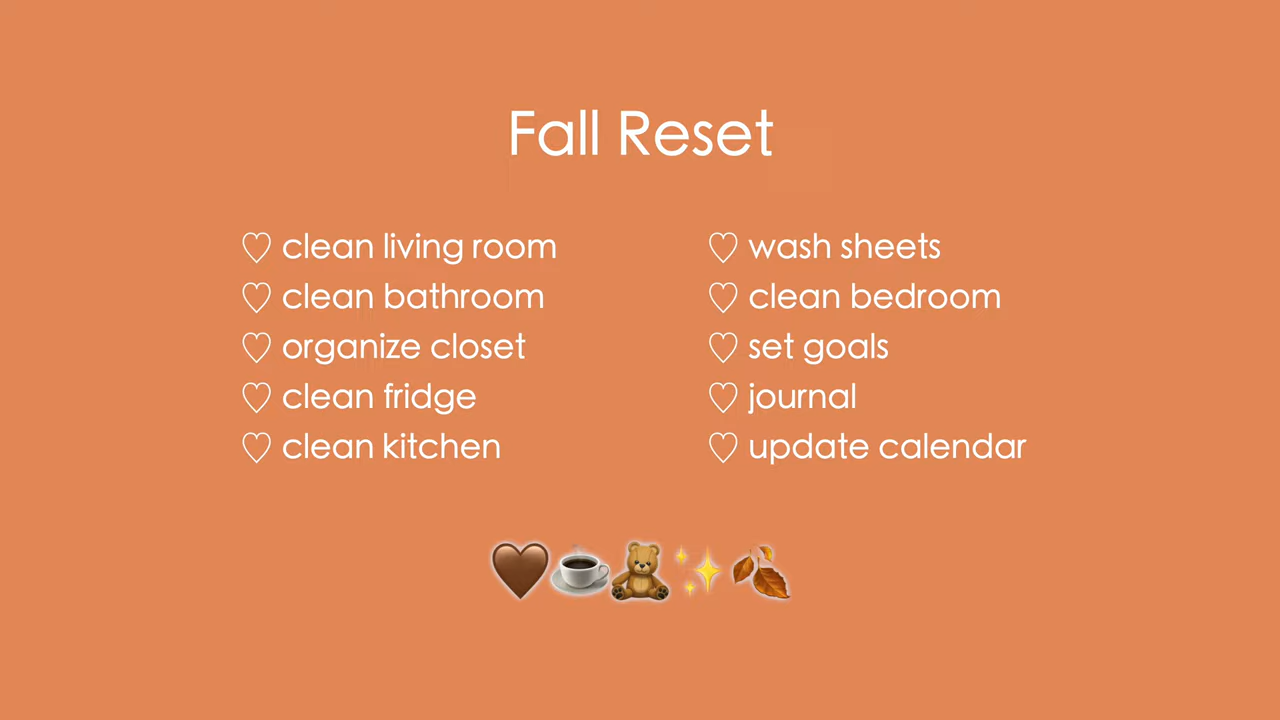 Fall Reset
♡ clean living room
♡ clean bathroom
♡ organize closet
♡ clean fridge
♡ clean kitchen
♡ wash sheets
♡ clean bedroom
♡ set goals
♡ journal
♡ update calendar
🤎☕🧸✨🍂